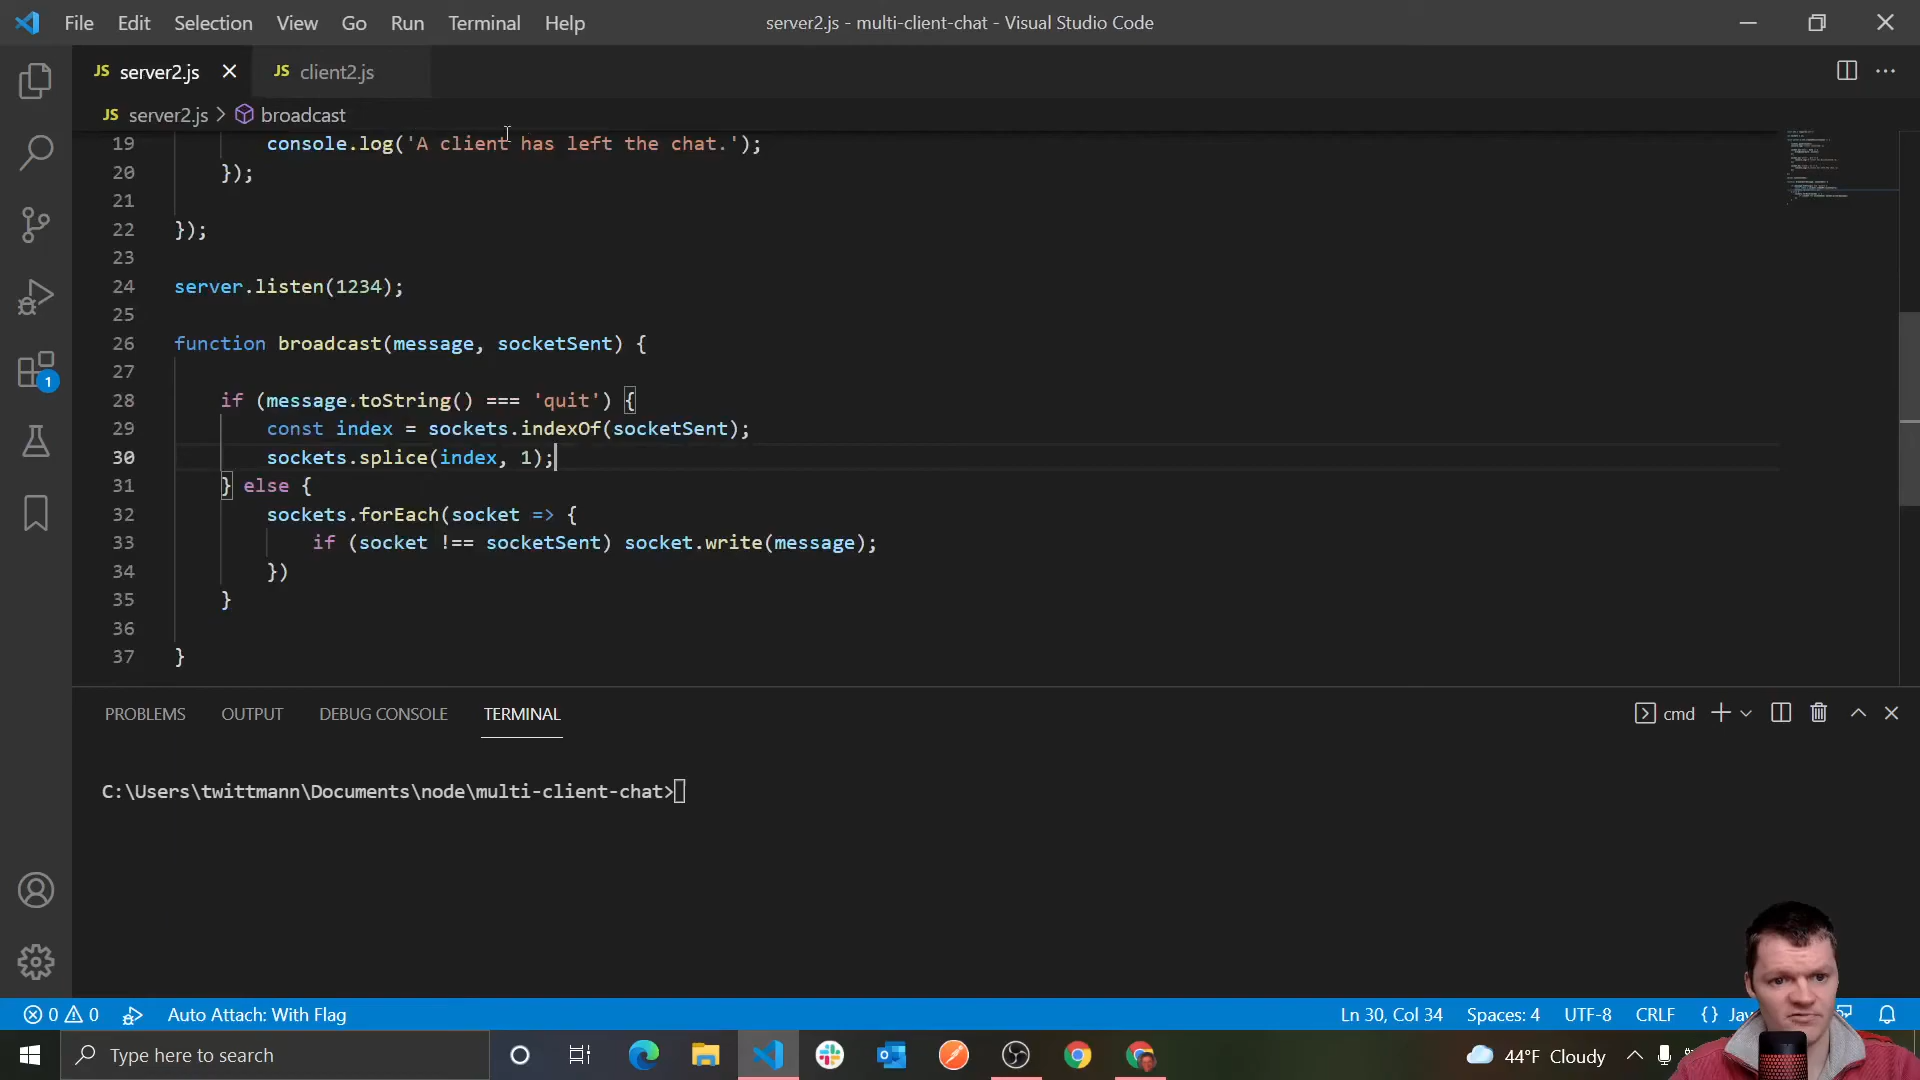 File Edit Selection View Go Run Terminal Help server2.js - multi-client-chat - Visual Studio Code
JS server2.js JS client2.js
JS server2.js > broadcast
19 console.log('A client has left the chat.');
20 });
21
22 });
23
24 server.listen(1234);
25
26 function broadcast(message, socketSent) {
27
28 if (message.toString() === 'quit') {
29 const index = sockets.indexOf(socketSent);
30 sockets.splice(index, 1);
31 } else {
32 sockets.forEach(socket => {
33 if (socket !== socketSent) socket.write(message);
34 })
35 }
36
37 }
1
PROBLEMS OUTPUT DEBUG CONSOLE TERMINAL cmd
C:\Users\twittmann\Documents\node\multi-client-chat>
0 0 Auto Attach: With Flag Ln 30, Col 34 Spaces: 4 UTF-8 CRLF {}
Type here to search 44°F Cloudy